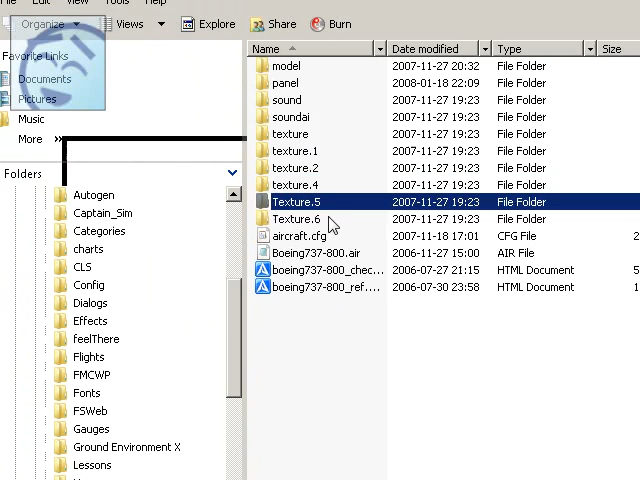 File Edit View Tools Help
Organize Views Explore Share Burn
Favorite Links
Documents
Pictures
Music
More >>
Folders
Autogen
Captain_Sim
Categories
charts
CLS
Config
Dialogs
Effects
feelThere
Flights
FMCWP
Fonts
FSWeb
Gauges
Ground Environment X
Lessons
Name Date modified Type Size
model 2007-11-27 20:32 File Folder
panel 2008-01-18 22:09 File Folder
sound 2007-11-27 19:23 File Folder
soundai 2007-11-27 19:23 File Folder
texture 2007-11-27 19:23 File Folder
texture.1 2007-11-27 19:23 File Folder
texture.2 2007-11-27 19:23 File Folder
texture.4 2007-11-27 19:23 File Folder
Texture.5 2007-11-27 19:23 File Folder
Texture.6 2007-11-27 19:23 File Folder
aircraft.cfg 2007-11-18 17:01 CFG File 2
Boeing737-800.air 2006-11-27 15:00 AIR File
boeing737-800_chec... 2006-07-27 21:15 HTML Document 5
boeing737-800_ref.... 2006-07-30 23:58 HTML Document 1